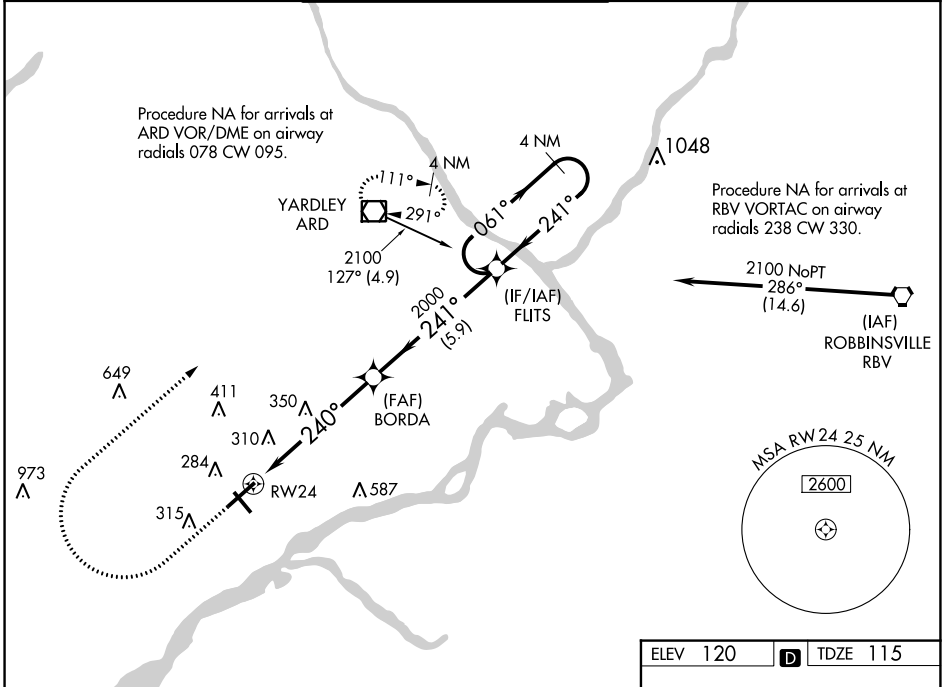 Procedure NA for arrivals at
ARD VOR/DME on airway
radials 078 CW 095.
4 NM
4 NM
1048
111°
YARDLEY
ARD
291°
061°
241°
Procedure NA for arrivals at
RBV VORTAC on airway
radials 238 CW 330.
2100
127° (4.9)
2100 NoPT
286°
(14.6)
(IF/IAF)
FLITS
2000
241°
(5.9)
(IAF)
ROBBINSVILLE
RBV
649
411
350
(FAF)
BORDA
240°
310
284
973
RW24
587
315
MSA RW 24 25 NM
2600
ELEV 120 D TDZE 115